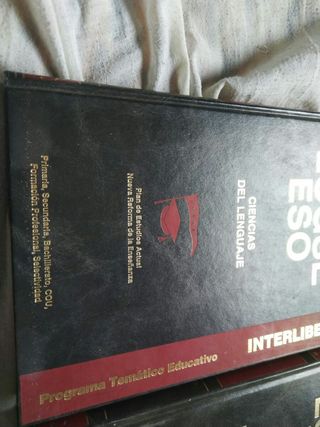 ESO
CIENCIAS
DEL LENGUAJE
Plan de Estudios Actual
Nueva Reforma de la Enseñanza
Primaria, Secundaria, Bachillerato, COU,
Formación Profesional, Selectividad
INTERLIBE
Programa Temático Educativo